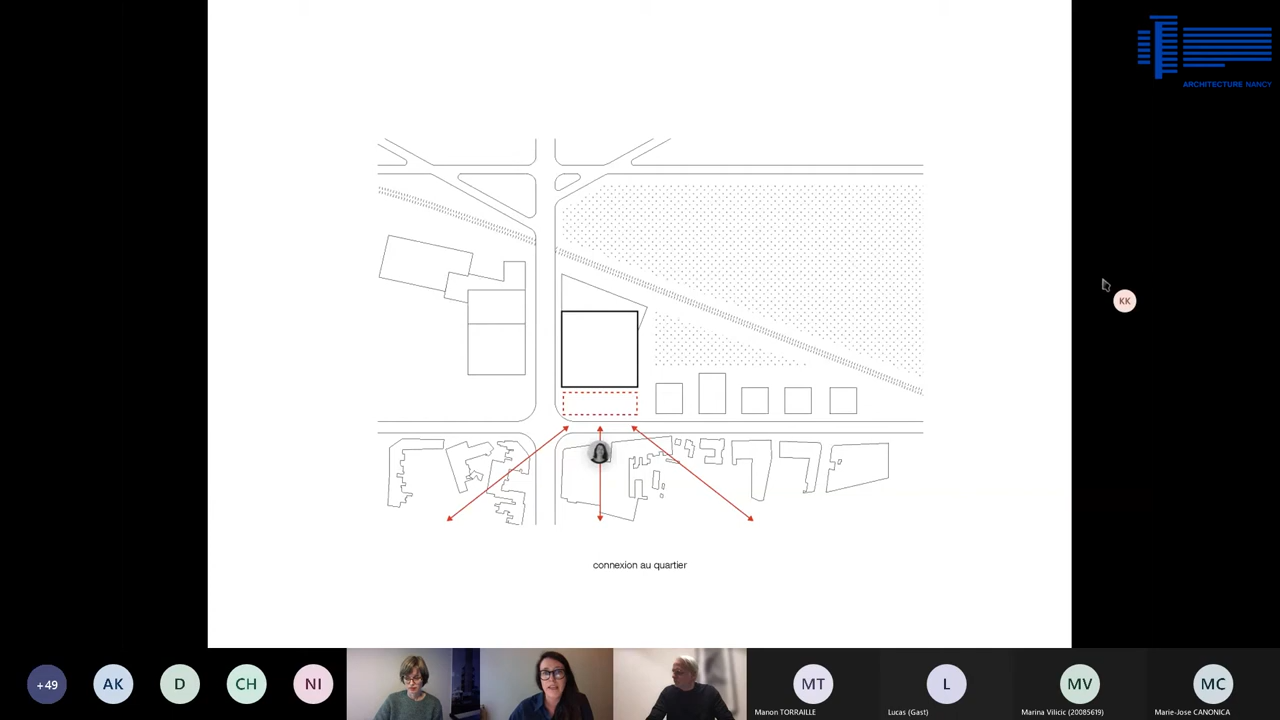 ARCHITECTURE NANCY
KK
connexion au quartier
+49
AK
D
CH
NI
MT
Manon TORRAILLE
L
Lucas (Gast)
MV
Marina Vilicic (20085619)
MC
Marie-Jose CANONICA